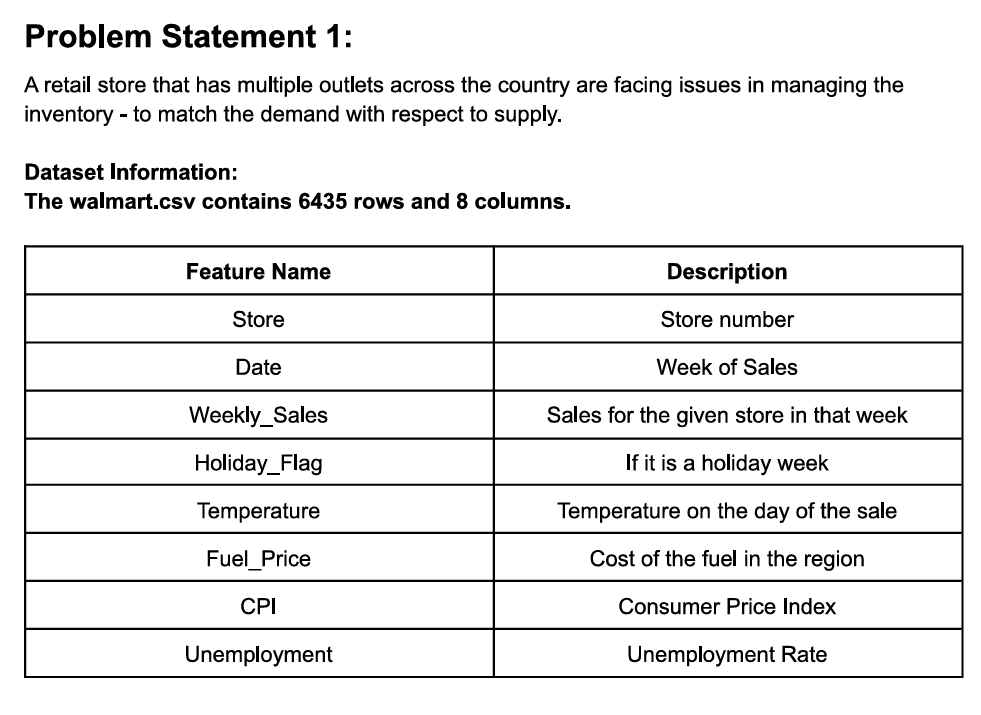 Problem Statement 1:
A retail store that has multiple outlets across the country are facing issues in managing the
inventory - to match the demand with respect to supply.
Dataset Information:
The walmart.csv contains 6435 rows and 8 columns.
Feature Name Description
Store Store number
Date Week of Sales
Weekly_Sales Sales for the given store in that week
Holiday_Flag If it is a holiday week
Temperature Temperature on the day of the sale
Fuel_Price Cost of the fuel in the region
CPI Consumer Price Index
Unemployment Unemployment Rate